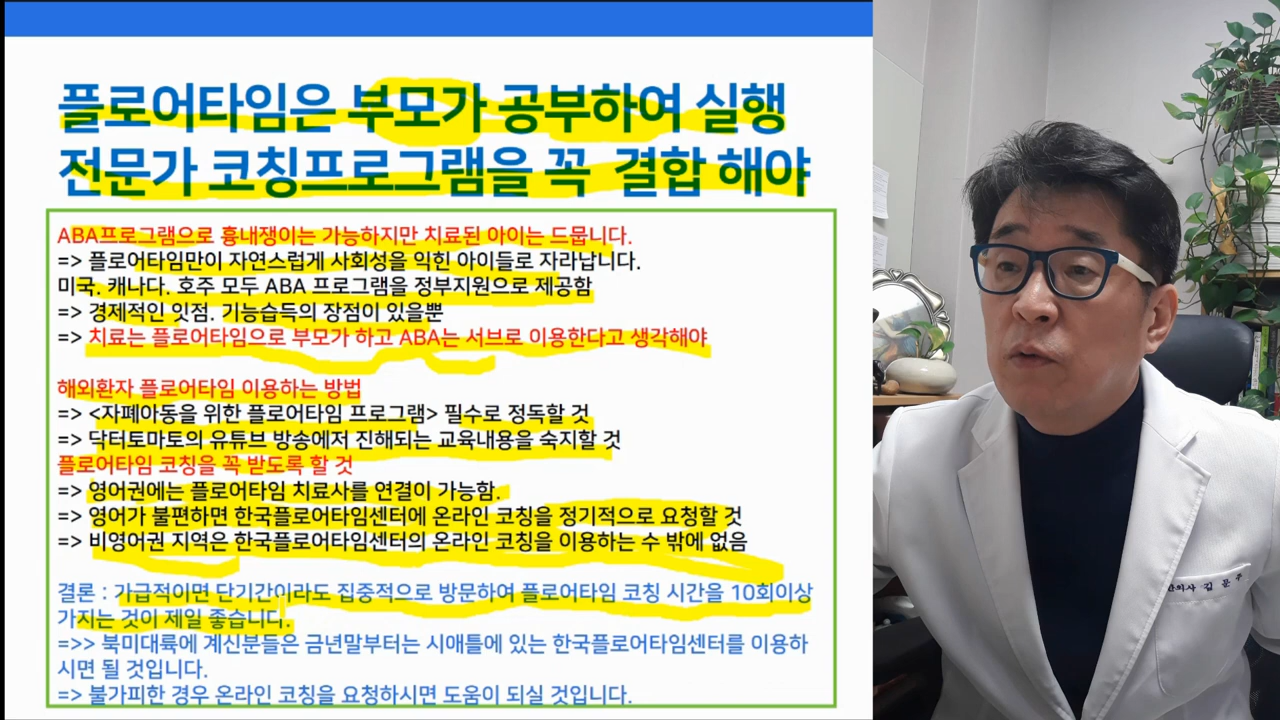 플로어타임은 부모가 공부하여 실행
전문가 코칭프로그램을 꼭 결합 해야
ABA프로그램으로 흉내쟁이는 가능하지만 치료된 아이는 드뭅니다.
=> 플로어타임만이 자연스럽게 사회성을 익힌 아이들로 자라납니다.
미국. 캐나다. 호주 모두 ABA 프로그램을 정부지원으로 제공함
=> 경제적인 잇점. 기능습득의 장점이 있을뿐
=> 치료는 플로어타임으로 부모가 하고 ABA는 서브로 이용한다고 생각해야
해외환자 플로어타임 이용하는 방법
=> <자폐아동을 위한 플로어타임 프로그램> 필수로 정독할 것
=> 닥터토마토의 유튜브 방송에저 진해되는 교육내용을 숙지할 것
플로어타임 코칭을 꼭 받도록 할 것
=> 영어권에는 플로어타임 치료사를 연결이 가능함.
=> 영어가 불편하면 한국플로어타임센터에 온라인 코칭을 정기적으로 요청할 것
=> 비영어권 지역은 한국플로어타임센터의 온라인 코칭을 이용하는 수 밖에 없음
결론 : 가급적이면 단기간이라도 집중적으로 방문하여 플로어타임 코칭 시간을 10회이상
가지는 것이 제일 좋습니다.
=>> 북미대륙에 계신분들은 금년말부터는 시애틀에 있는 한국플로어타임센터를 이용하
시면 될 것입니다.
=> 불가피한 경우 온라인 코칭을 요청하시면 도움이 되실 것입니다.
한의사 김문주